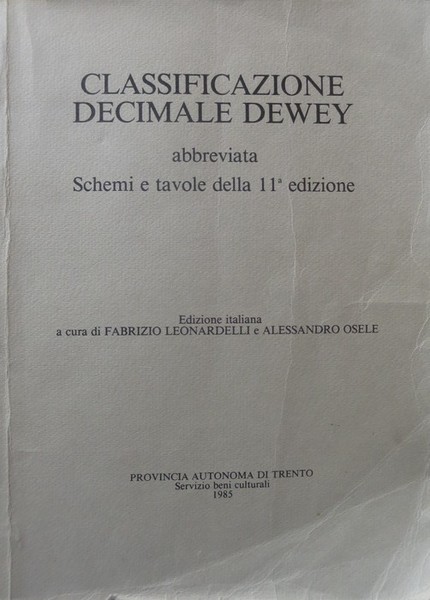 CLASSIFICAZIONE
DECIMALE DEWEY
abbreviata
Schemi e tavole della 11ª edizione
Edizione italiana
a cura di FABRIZIO LEONARDELLI e ALESSANDRO OSELE
PROVINCIA AUTONOMA DI TRENTO
Servizio beni culturali
1985